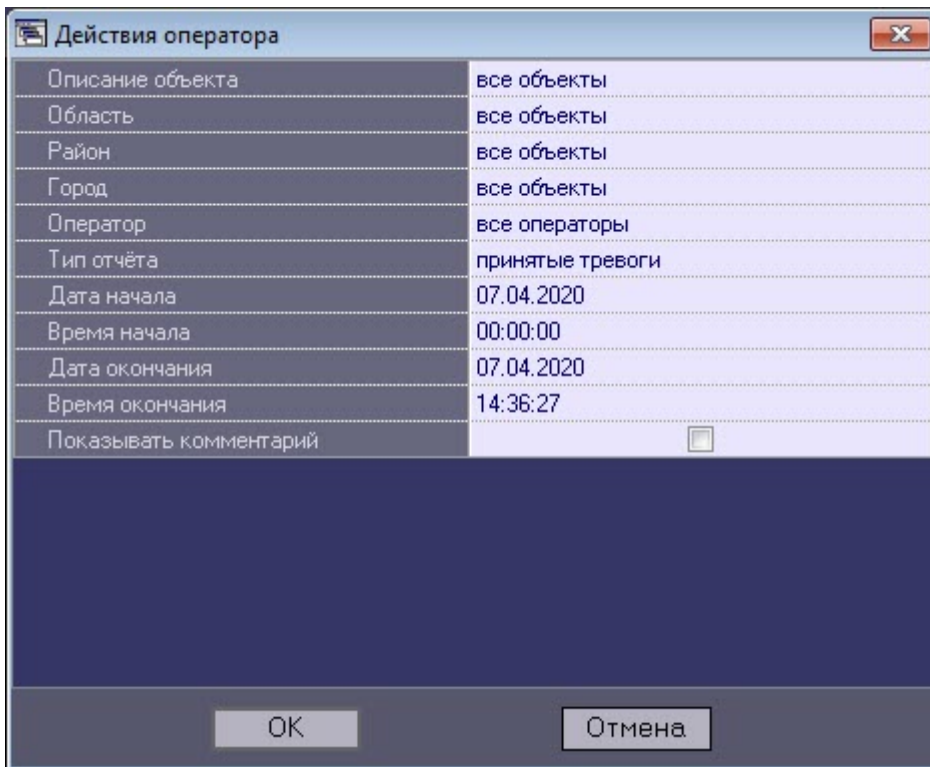 Действия оператора
Описание объекта все объекты
Область все объекты
Район все объекты
Город все объекты
Оператор все операторы
Тип отчёта принятые тревоги
Дата начала 07.04.2020
Время начала 00:00:00
Дата окончания 07.04.2020
Время окончания 14:36:27
Показывать комментарий
OK Отмена